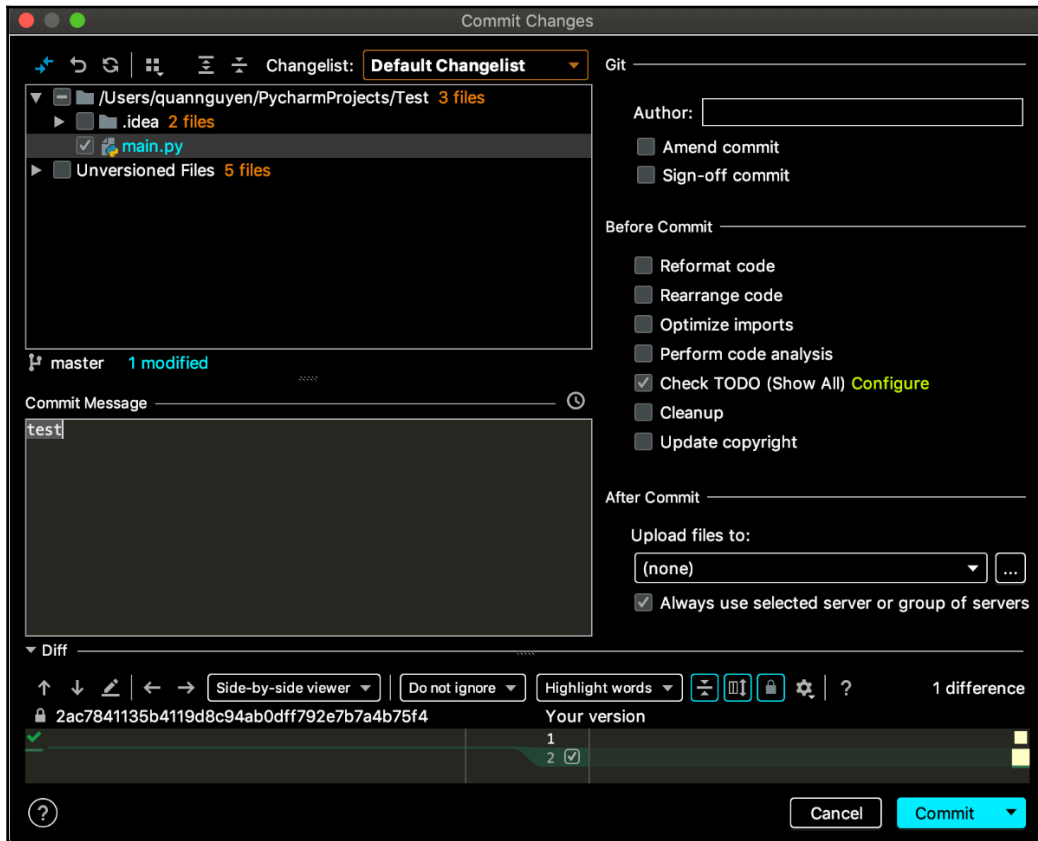 Commit Changes
Changelist: Default Changelist
/Users/quannguyen/PycharmProjects/Test 3 files
.idea 2 files
main.py
Unversioned Files 5 files
master 1 modified
Commit Message
test
Git
Author:
Amend commit
Sign-off commit
Before Commit
Reformat code
Rearrange code
Optimize imports
Perform code analysis
Check TODO (Show All) Configure
Cleanup
Update copyright
After Commit
Upload files to:
(none) ...
Always use selected server or group of servers
Diff
Side-by-side viewer Do not ignore Highlight words ? 1 difference
2ac7841135b4119d8c94ab0dff792e7b7a4b75f4 Your version
1
2
? Cancel Commit